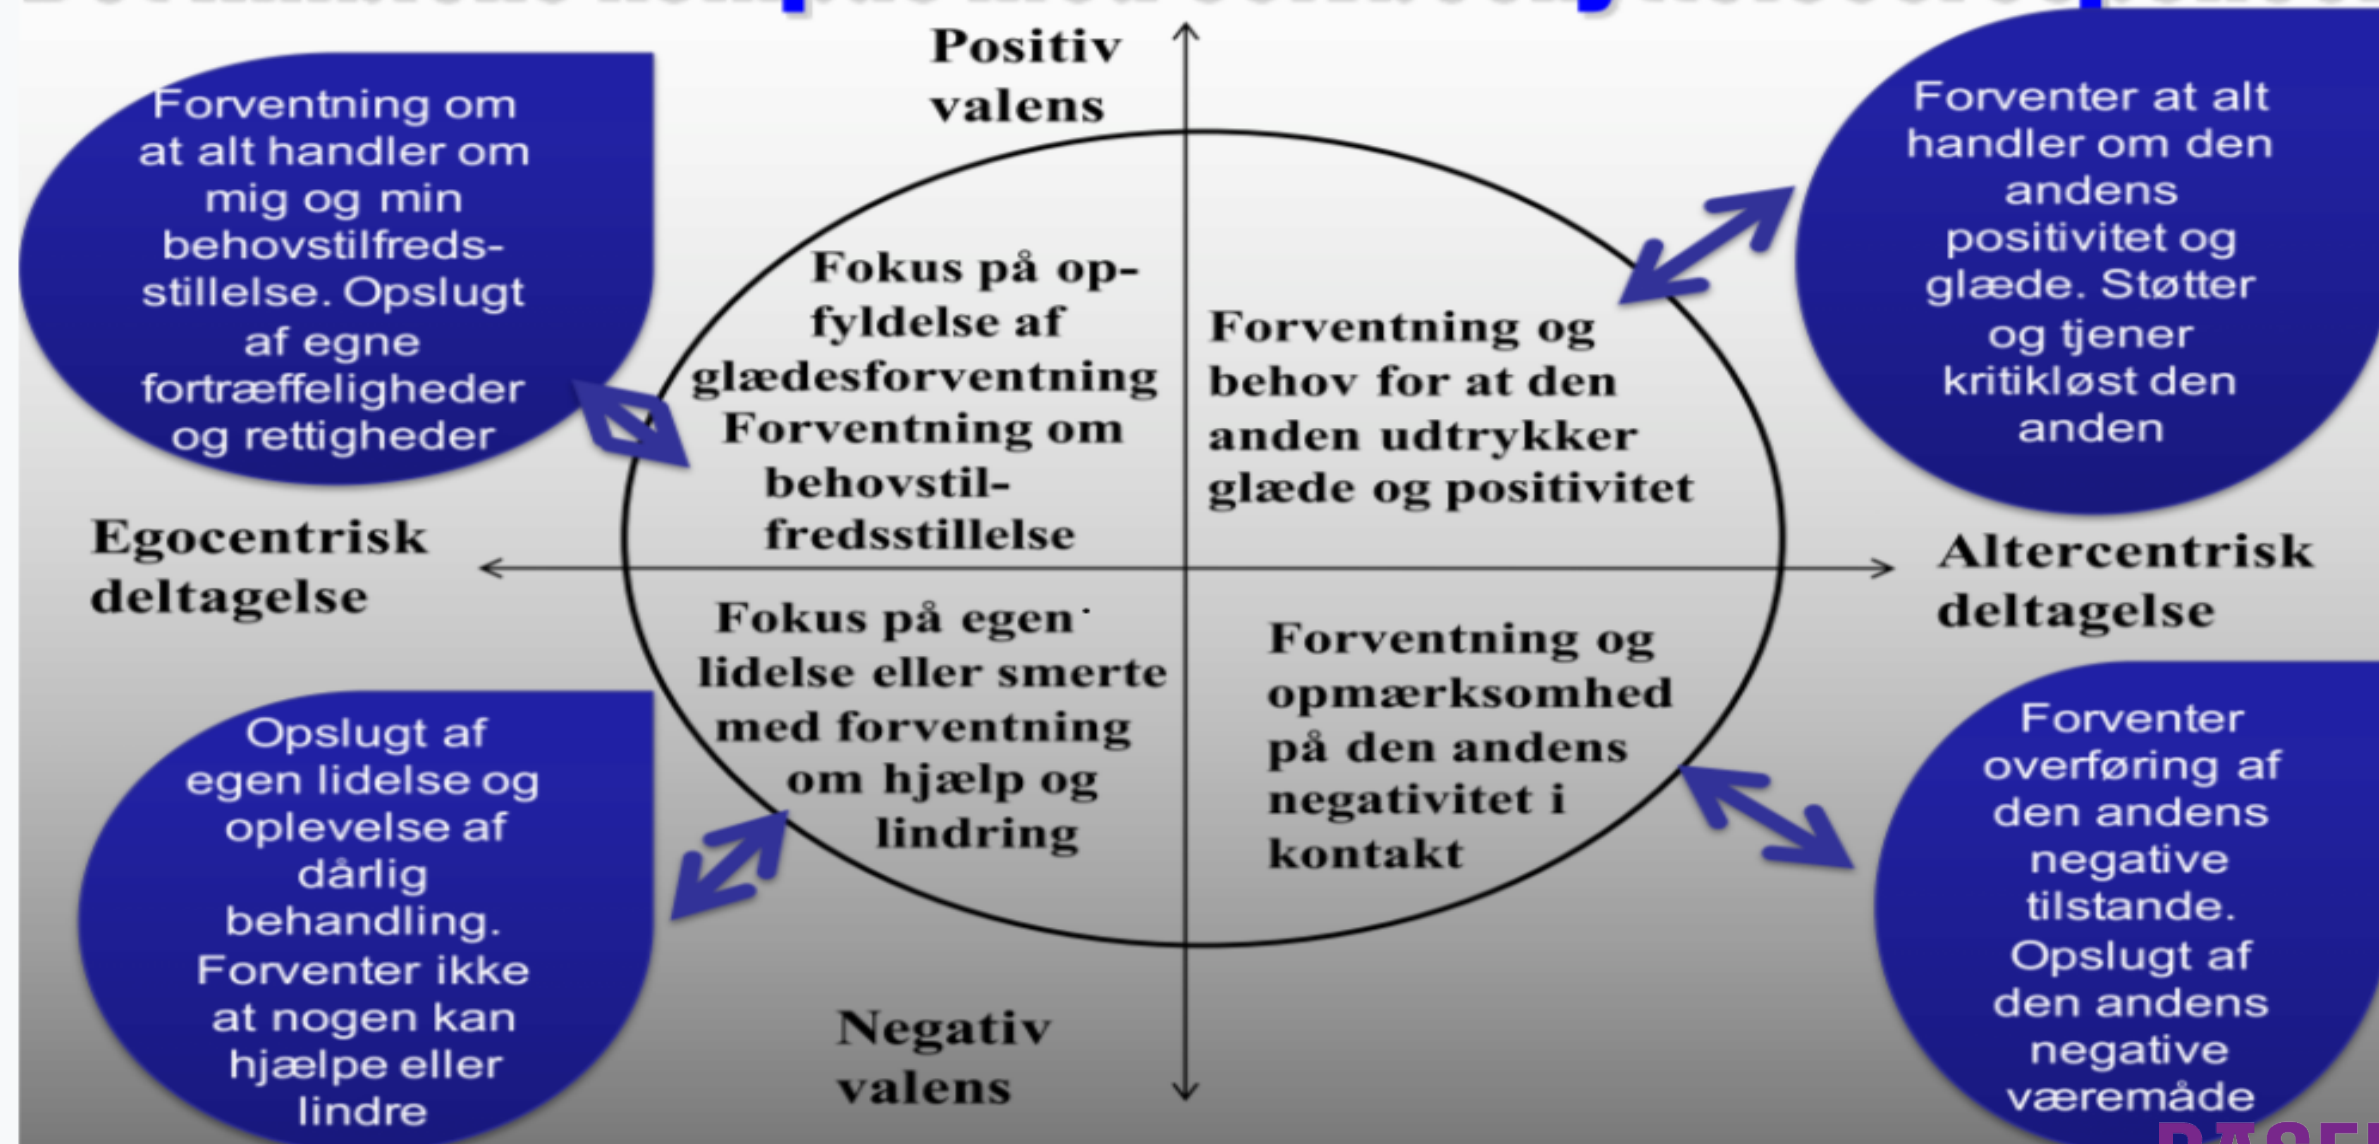 Positiv
valens
Forventning om
at alt handler om
mig og min
behovstilfreds-
stillelse. Opslugt
af egne
fortræffeligheder
og rettigheder
Forventer at alt
handler om den
andens
positivitet og
glæde. Støtter
og tjener
kritikløst den
anden
Fokus på op-
fyldelse af
glædesforventning
Forventning om
behovstil-
fredsstillelse
Forventning og
behov for at den
anden udtrykker
glæde og positivitet
Egocentrisk
deltagelse
Altercentrisk
deltagelse
Fokus på egen
lidelse eller smerte
med forventning
om hjælp og
lindring
Forventning og
opmærksomhed
på den andens
negativitet i
kontakt
Opslugt af
egen lidelse og
oplevelse af
dårlig
behandling.
Forventer ikke
at nogen kan
hjælpe eller
lindre
Forventer
overføring af
den andens
negative
tilstande.
Opslugt af
den andens
negative
væremåde
Negativ
valens